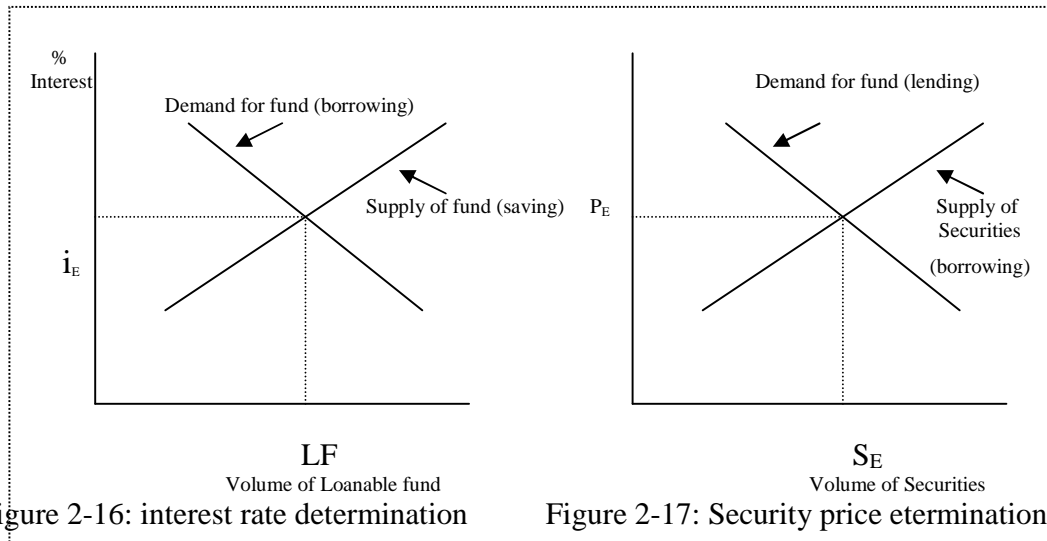 %
Interest
Demand for fund (borrowing)
Supply of fund (saving)
iE
LF
Volume of Loanable fund
igure 2-16: interest rate determination
Demand for fund (lending)
PE
Supply of
Securities
(borrowing)
SE
Volume of Securities
Figure 2-17: Security price etermination